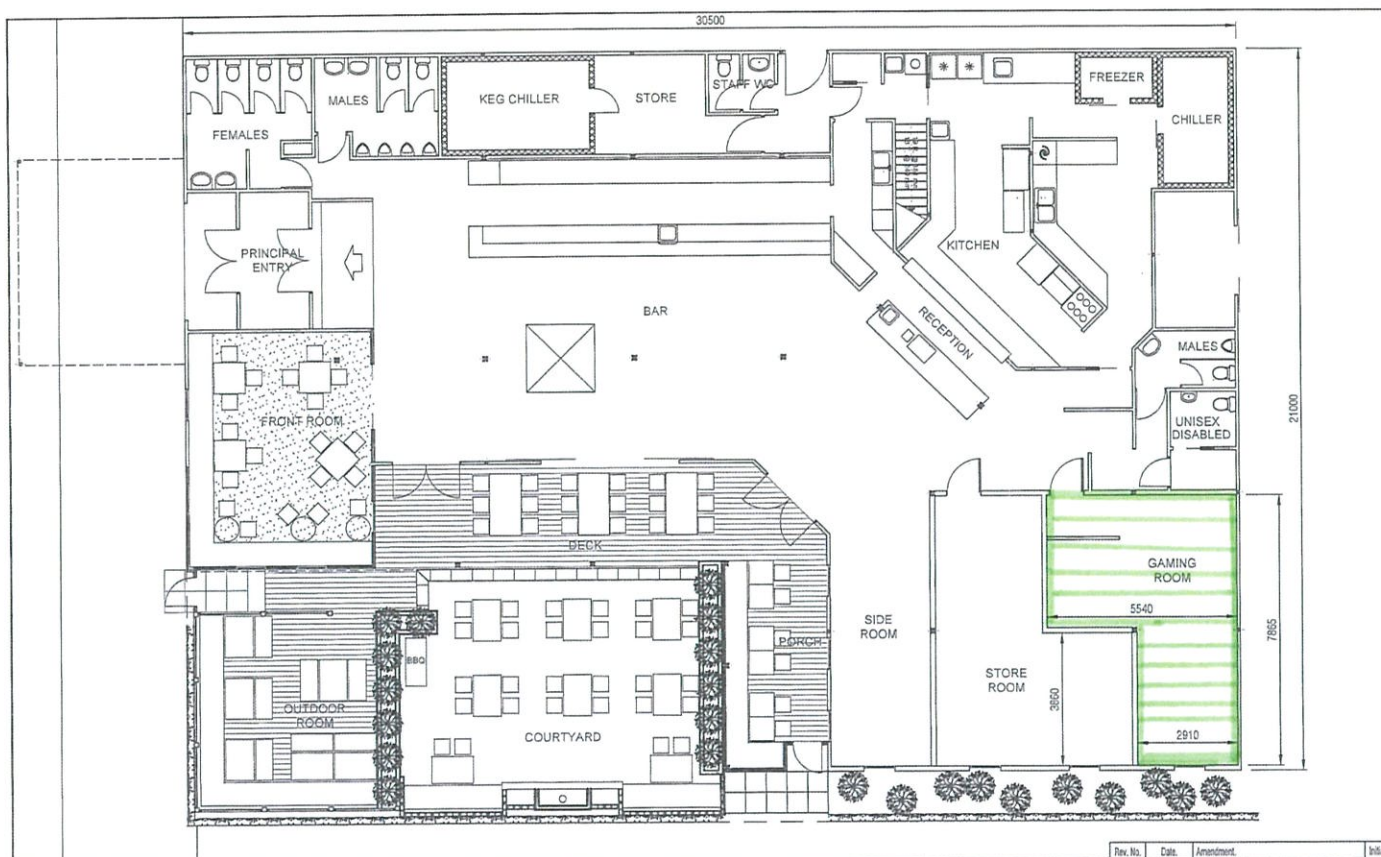 30500
FEMALES
MALES
KEG CHILLER
STORE
STAFF WC
FREEZER
CHILLER
PRINCIPAL
ENTRY
BAR
KITCHEN
RECEPTION
MALES
UNISEX
DISABLED
21000
FRONT ROOM
DECK
GAMING
ROOM
5540
7865
SIDE
ROOM
STORE
ROOM
3860
2910
PORCH
BBQ
OUTDOOR
ROOM
COURTYARD
Rev. No.
Date.
Amendment.